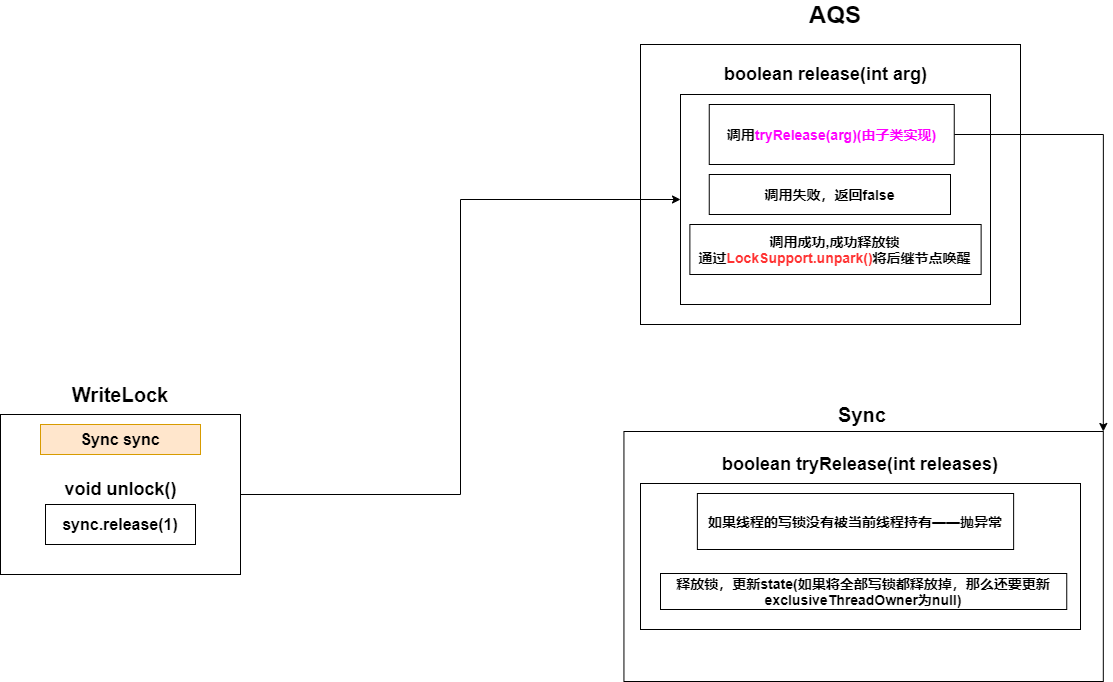 AQS
boolean release(int arg)
调用tryRelease(arg)(由子类实现)
调用失败，返回false
调用成功,成功释放锁
通过LockSupport.unpark()将后继节点唤醒
WriteLock
Sync sync
void unlock()
sync.release(1)
Sync
boolean tryRelease(int releases)
如果线程的写锁没有被当前线程持有——抛异常
释放锁，更新state(如果将全部写锁都释放掉，那么还要更新
exclusiveThreadOwner为null)